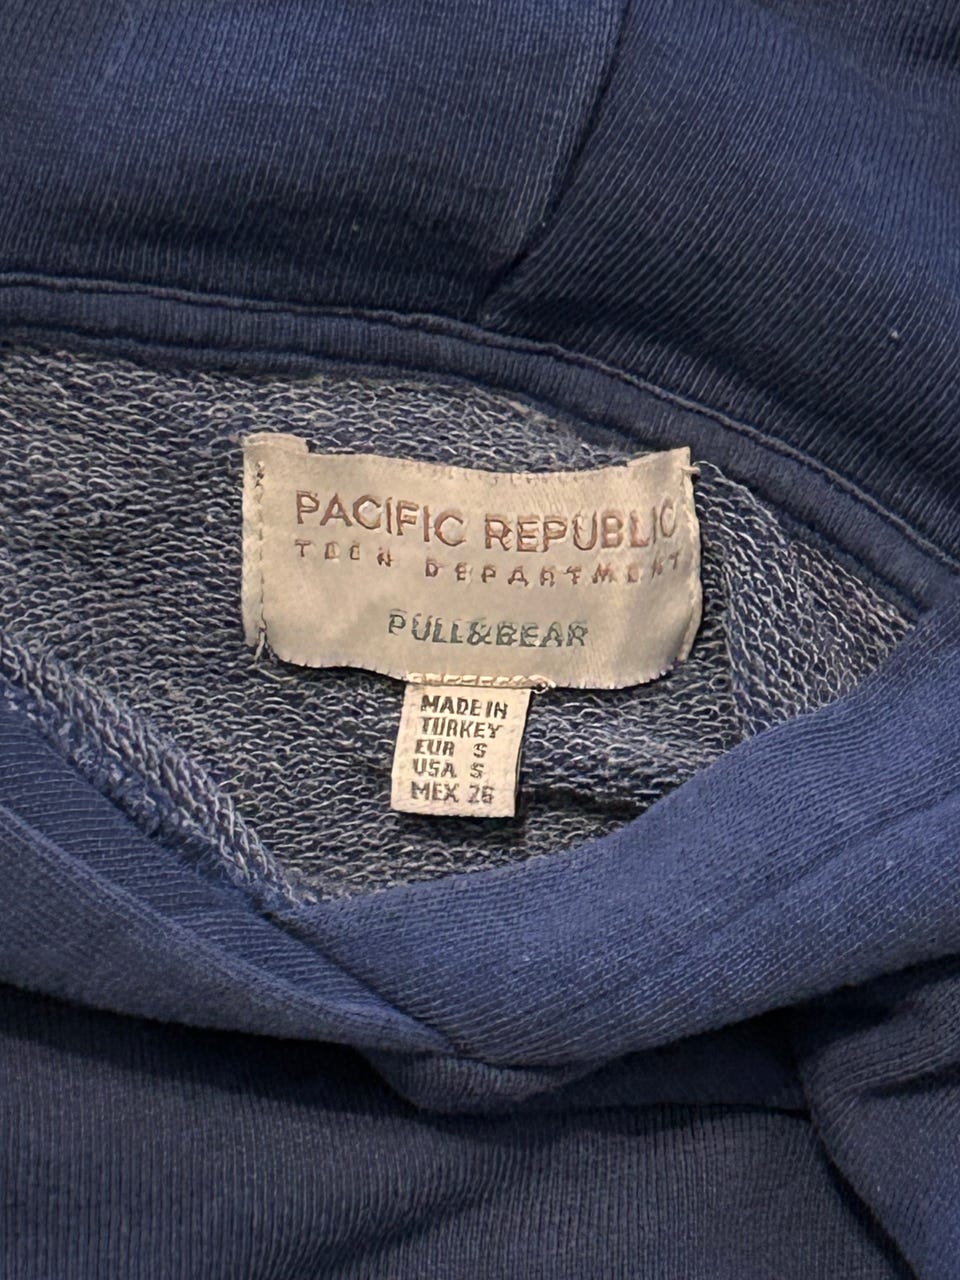 PACIFIC REPUBLIC
TEEN DEPARTMENT
PULL&BEAR
MADE IN
TURKEY
EUR S
USA S
MEX 26